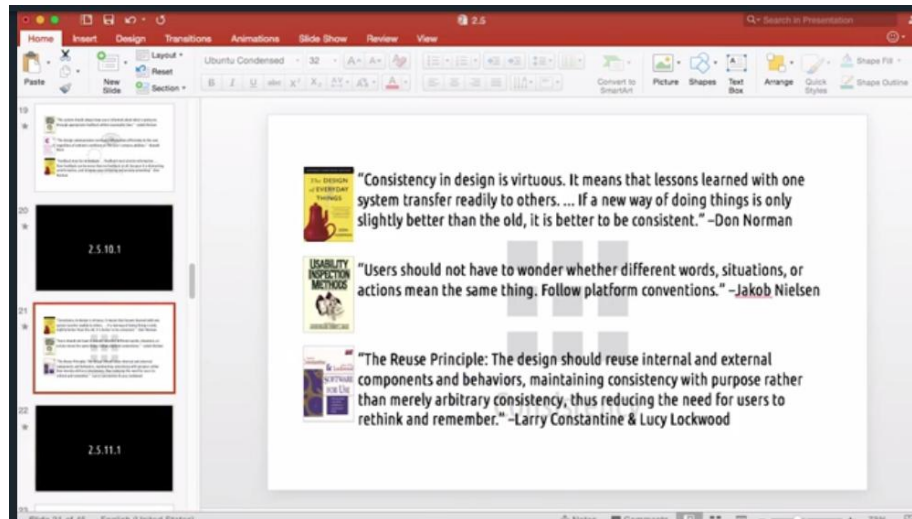 2.5
Search in Presentation
Home Insert Design Transitions Animations Slide Show Review View
Paste
New
Slide
Layout
Reset
Section
Ubuntu Condensed
32
Convert to
SmartArt
Picture
Shapes
Text
Box
Arrange
Quick
Styles
Shape Fill
Shape Outline
19
20
2.5.10.1
21
22
2.5.11.1
The DESIGN
of EVERYDAY
THINGS
“Consistency in design is virtuous. It means that lessons learned with one
system transfer readily to others. ... If a new way of doing things is only
slightly better than the old, it is better to be consistent.” –Don Norman
USABILITY
INSPECTION
METHODS
“Users should not have to wonder whether different words, situations, or
actions mean the same thing. Follow platform conventions.” –Jakob Nielsen
SOFTWARE
FOR USE
“The Reuse Principle: The design should reuse internal and external
components and behaviors, maintaining consistency with purpose rather
than merely arbitrary consistency, thus reducing the need for users to
rethink and remember.” –Larry Constantine & Lucy Lockwood
Consistency